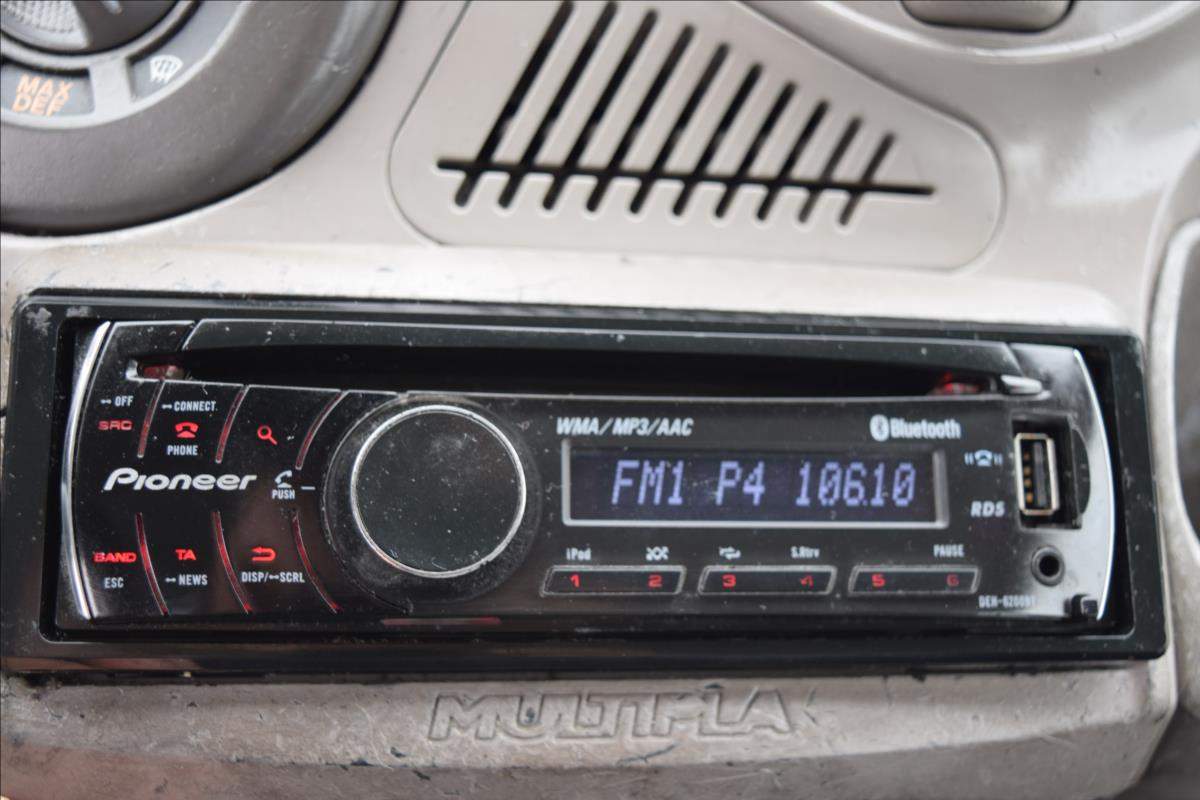 MAX
DEF
OFF
CONNECT
SRC
PHONE
Pioneer
PUSH
BAND
ESC
TA
NEWS
DISP/SCRL
WMA/MP3/AAC
Bluetooth
FM1 P4 106.10
RDS
iPod S.Rtrv PAUSE
1 2 3 4 5 6
MULTIPLA